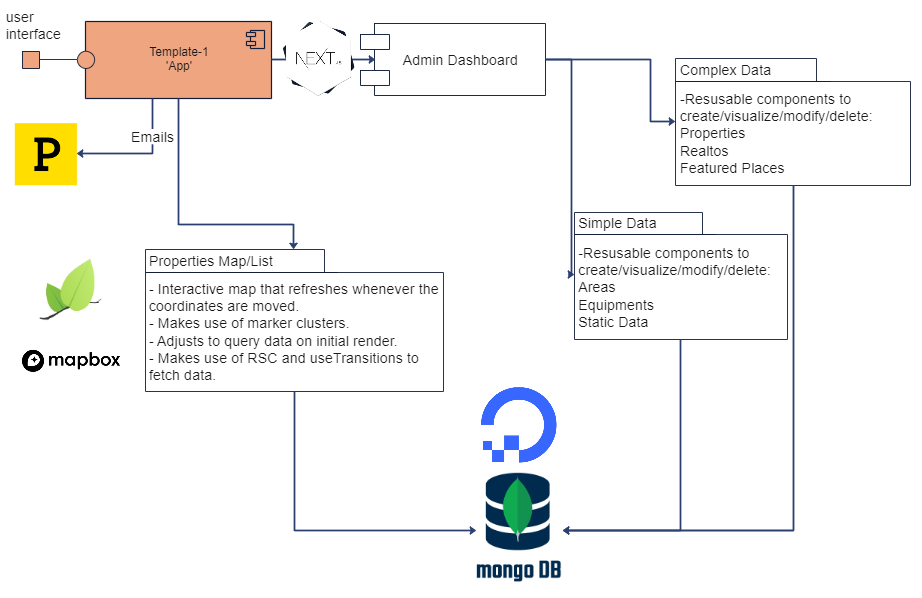 user
interface
Template-1
'App'
NEXT.JS
Admin Dashboard
Complex Data
-Resusable components to
create/visualize/modify/delete:
Properties
Realtos
Featured Places
Emails
P
Simple Data
-Resusable components to
create/visualize/modify/delete:
Areas
Equipments
Static Data
Properties Map/List
- Interactive map that refreshes whenever the
coordinates are moved.
- Makes use of marker clusters.
- Adjusts to query data on initial render.
- Makes use of RSC and useTransitions to
fetch data.
mapbox
mongo DB